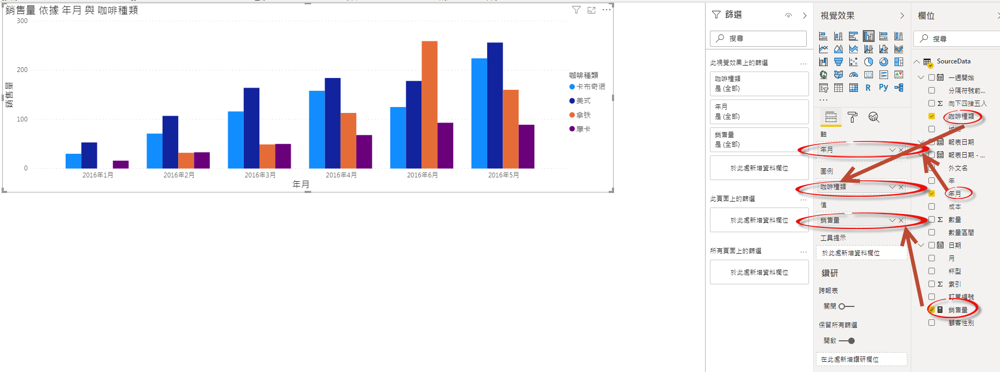 銷售量 依據 年月 與 咖啡種類
300
200
100
0
銷售量
2016年1月
2016年2月
2016年3月
2016年4月
2016年6月
2016年5月
年月
咖啡種類
卡布奇诺
美式
拿铁
摩卡
篩選
搜尋
此視覺效果上的篩選
...
咖啡種類
是 (全部)
年月
是 (全部)
銷售量
是 (全部)
於此處新增資料欄位
此頁面上的篩選
...
於此處新增資料欄位
所有頁面上的篩選
...
於此處新增資料欄位
視覺效果
123
R
Py
...
軸
年月
圖例
咖啡種類
值
銷售量
工具提示
於此處新增資料欄位
鑽研
跨報表
關閉
保留所有篩選
開啟
在此處新增鑽研欄位
欄位
搜尋
SourceData
一週開始
分隔符號前...
Σ 向下四捨五入
咖啡種類
報表日期
報表日期 - ...
外文名
年
年月
成本
Σ 數量
數量區間
日期
月
杯型
Σ 索引
訂單編號
銷售量
顧客性別